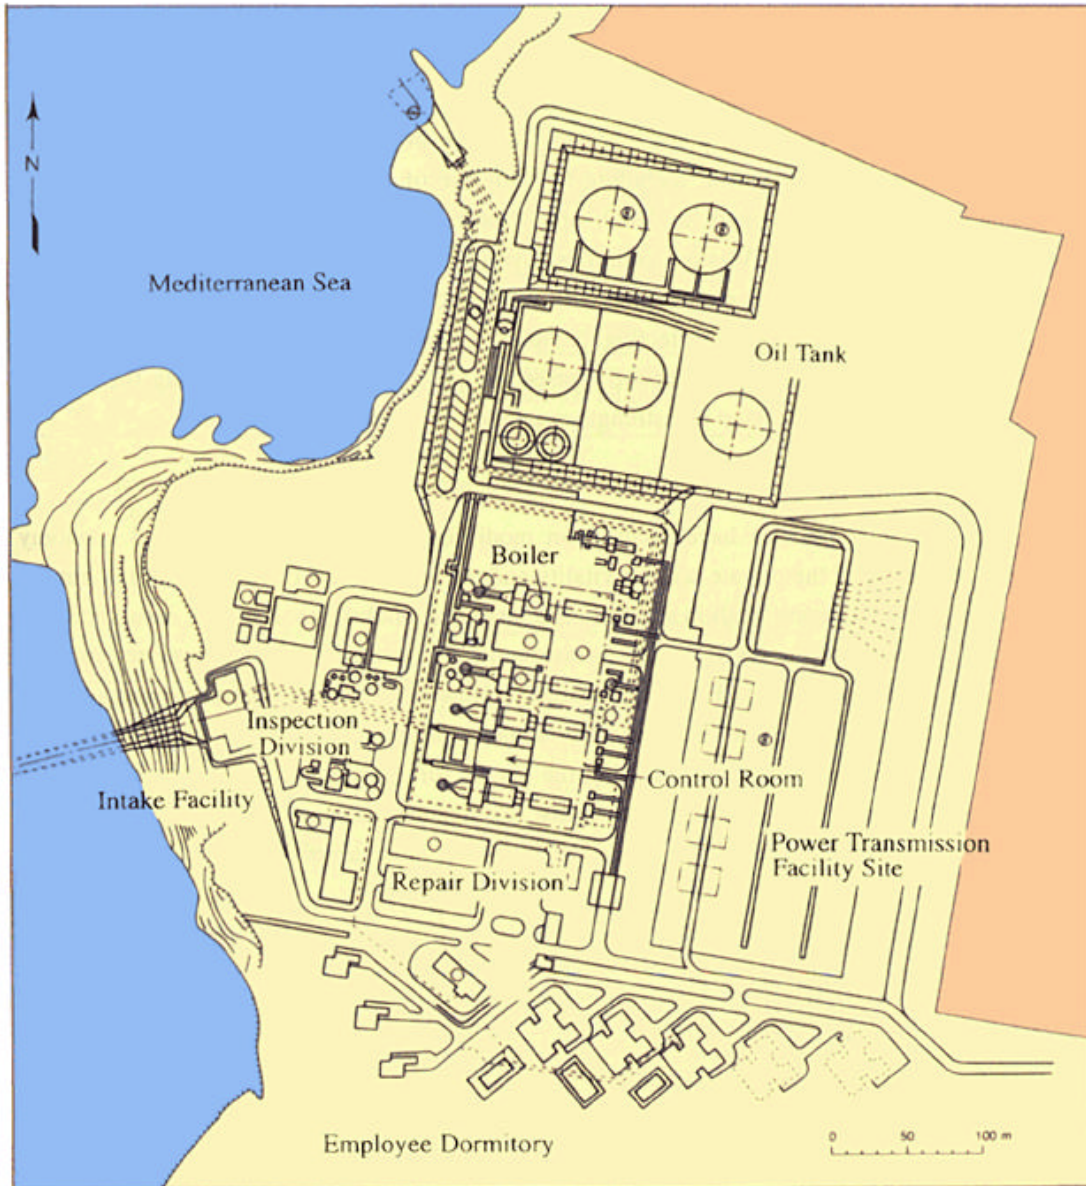 N
Mediterranean Sea
Oil Tank
Boiler
Inspection
Division
Intake Facility
Control Room
Power Transmission
Facility Site
Repair Division
Employee Dormitory
0 50 100 m